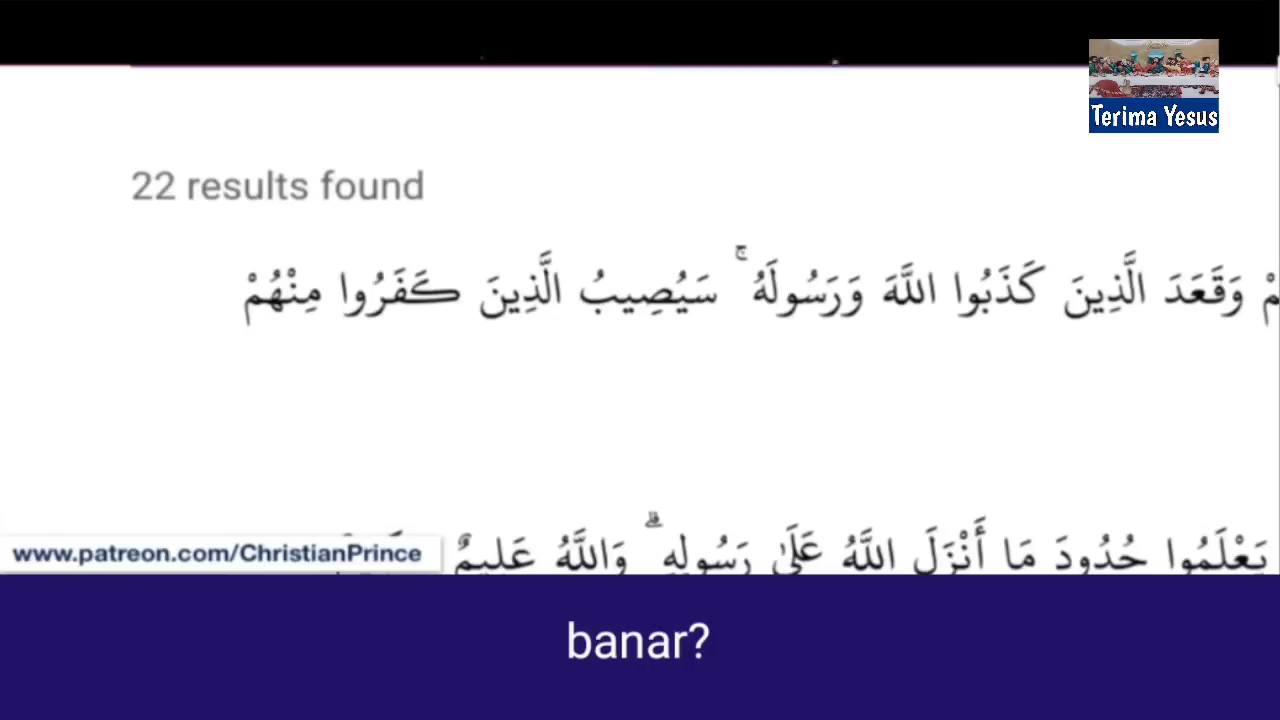 Terima Yesus
22 results found
وَقَعَدَ الَّذِينَ كَذَبُوا اللَّهَ وَرَسُولَهُ ۚ سَيُصِيبُ الَّذِينَ كَفَرُوا مِنْهُمْ
يَعْلَمُوا حُدُودَ مَا أَنْزَلَ اللَّهُ عَلَىٰ رَسُولِهِ ۗ وَاللَّهُ عَلِيمٌ
www.patreon.com/ChristianPrince
banar?